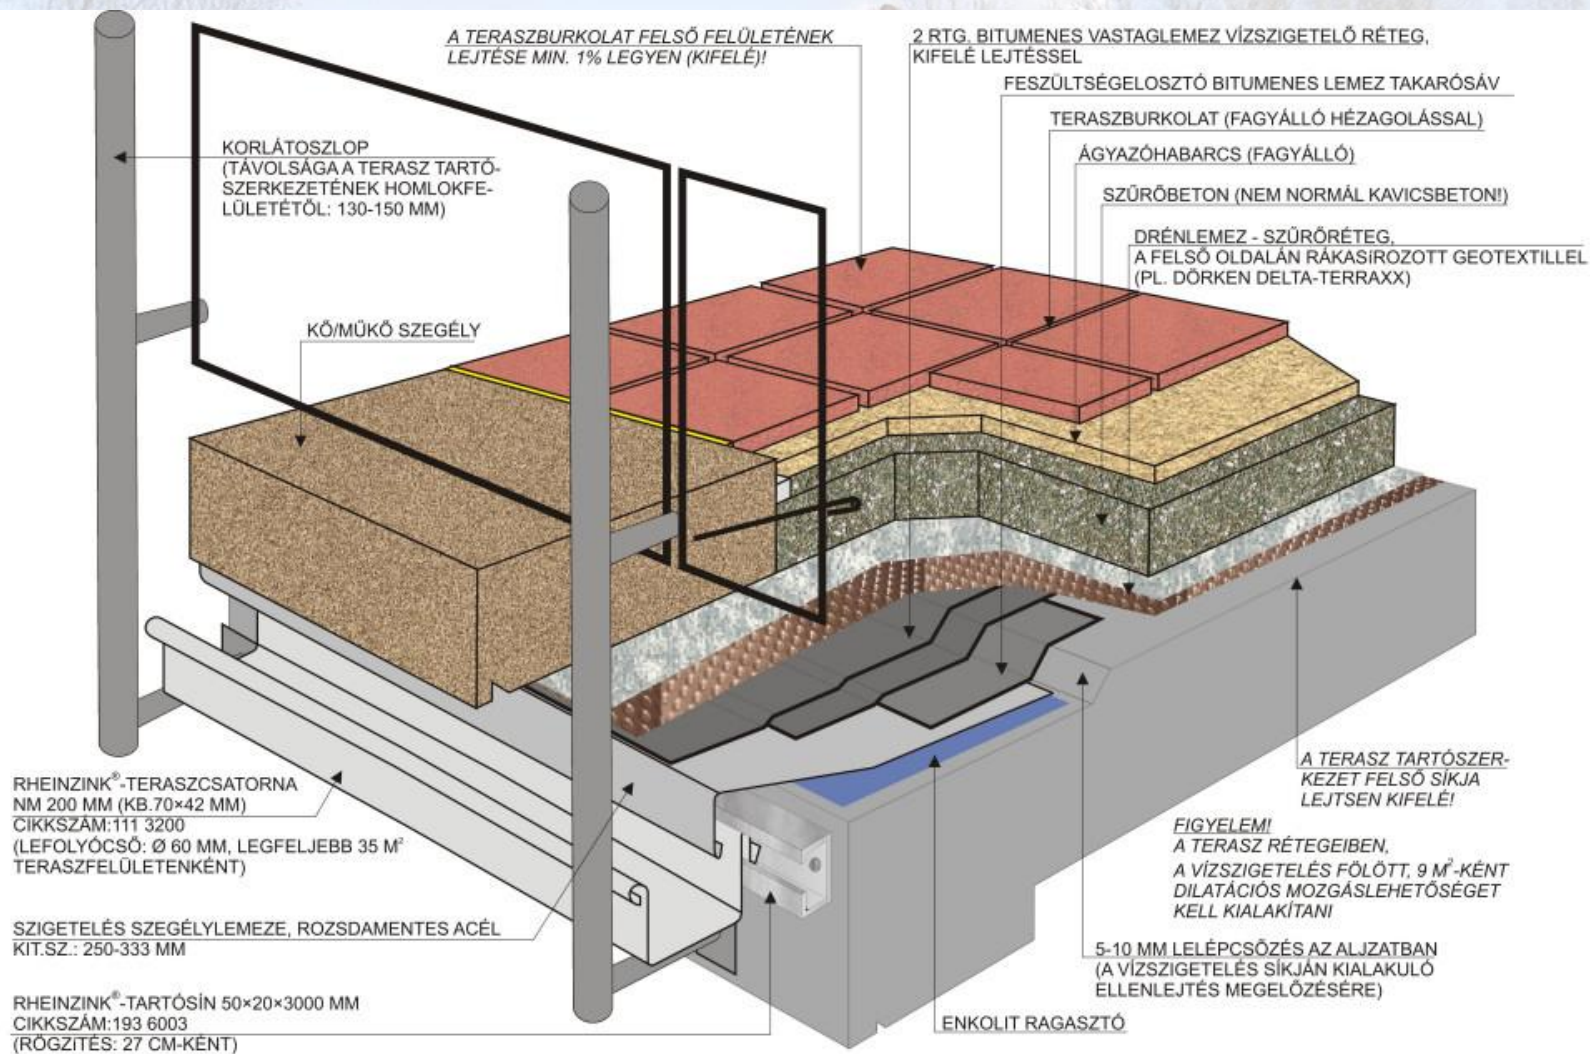 A TERASZBURKOLAT FELSŐ FELÜLETÉNEK
LEJTÉSE MIN. 1% LEGYEN (KIFELÉ)!
2 RTG. BITUMENES VASTAGLEMEZ VÍZSZIGETELŐ RÉTEG,
KIFELÉ LEJTÉSSEL
FESZÜLTSÉGELOSZTÓ BITUMENES LEMEZ TAKARÓSÁV
TERASZBURKOLAT (FAGYÁLLÓ HÉZAGOLÁSSAL)
ÁGYAZÓHABARCS (FAGYÁLLÓ)
SZŰRŐBETON (NEM NORMÁL KAVICSBETON!)
DRÉNLEMEZ - SZŰRŐRÉTEG,
A FELSŐ OLDALÁN RÁKASíROZOTT GEOTEXTILLEL
(PL. DÖRKEN DELTA-TERRAXX)
KORLÁTOSZLOP
(TÁVOLSÁGA A TERASZ TARTÓ-
SZERKEZETÉNEK HOMLOKFE-
LÜLETÉTŐL: 130-150 MM)
KŐ/MŰKŐ SZEGÉLY
RHEINZINK®-TERASZCSATORNA
NM 200 MM (KB.70×42 MM)
CIKKSZÁM:111 3200
(LEFOLYÓCSŐ: Ø 60 MM, LEGFELJEBB 35 M²
TERASZFELÜLETENKÉNT)
SZIGETELÉS SZEGÉLYLEMEZE, ROZSDAMENTES ACÉL
KIT.SZ.: 250-333 MM
RHEINZINK®-TARTÓSÍN 50×20×3000 MM
CIKKSZÁM:193 6003
(RÖGZíTÉS: 27 CM-KÉNT)
A TERASZ TARTÓSZER-
KEZET FELSŐ SÍKJA
LEJTSEN KIFELÉ!
FIGYELEM!
A TERASZ RÉTEGEIBEN,
A VÍZSZIGETELÉS FÖLÖTT, 9 M²-KÉNT
DILATÁCIÓS MOZGÁSLEHETŐSÉGET
KELL KIALAKÍTANI
5-10 MM LELÉPCSŐZÉS AZ ALJZATBAN
(A VÍZSZIGETELÉS SÍKJÁN KIALAKULÓ
ELLENLEJTÉS MEGELŐZÉSÉRE)
ENKOLIT RAGASZTÓ